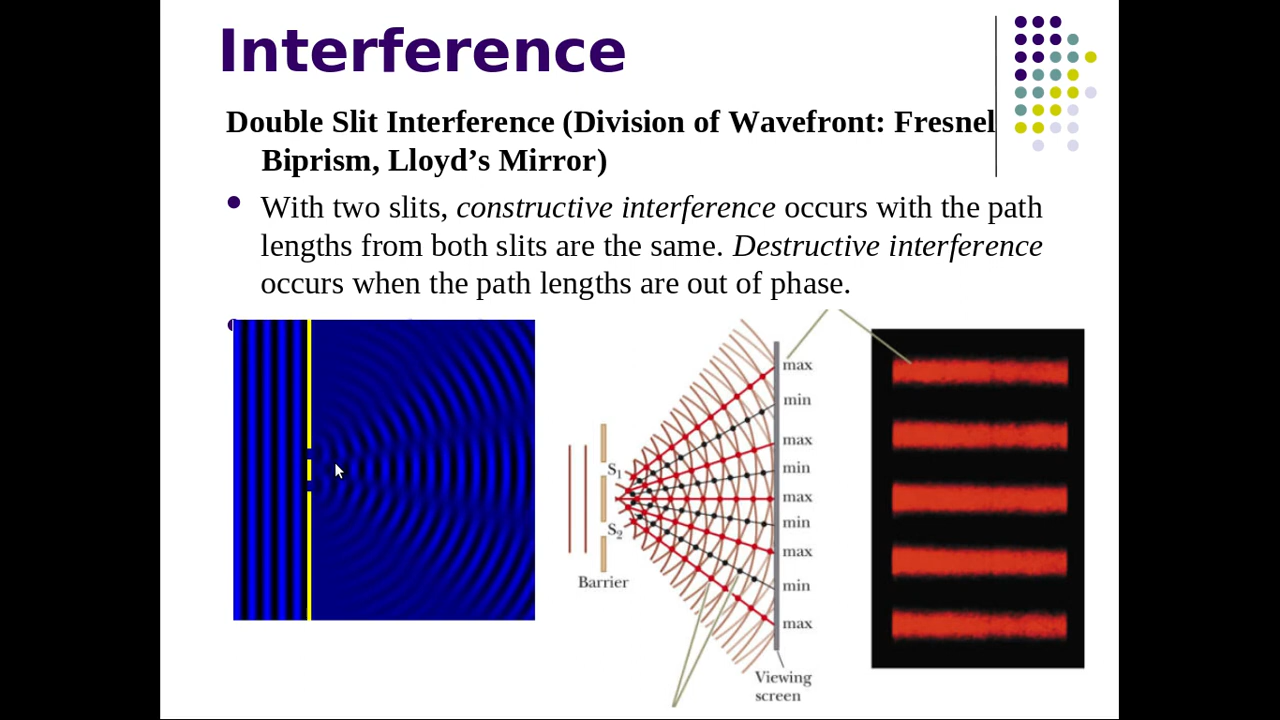 Interference
Double Slit Interference (Division of Wavefront: Fresnel
Biprism, Lloyd’s Mirror)
With two slits, constructive interference occurs with the path
lengths from both slits are the same. Destructive interference
occurs when the path lengths are out of phase.
max
min
max
min
S1
max
min
S2
max
Barrier
min
max
Viewing
screen